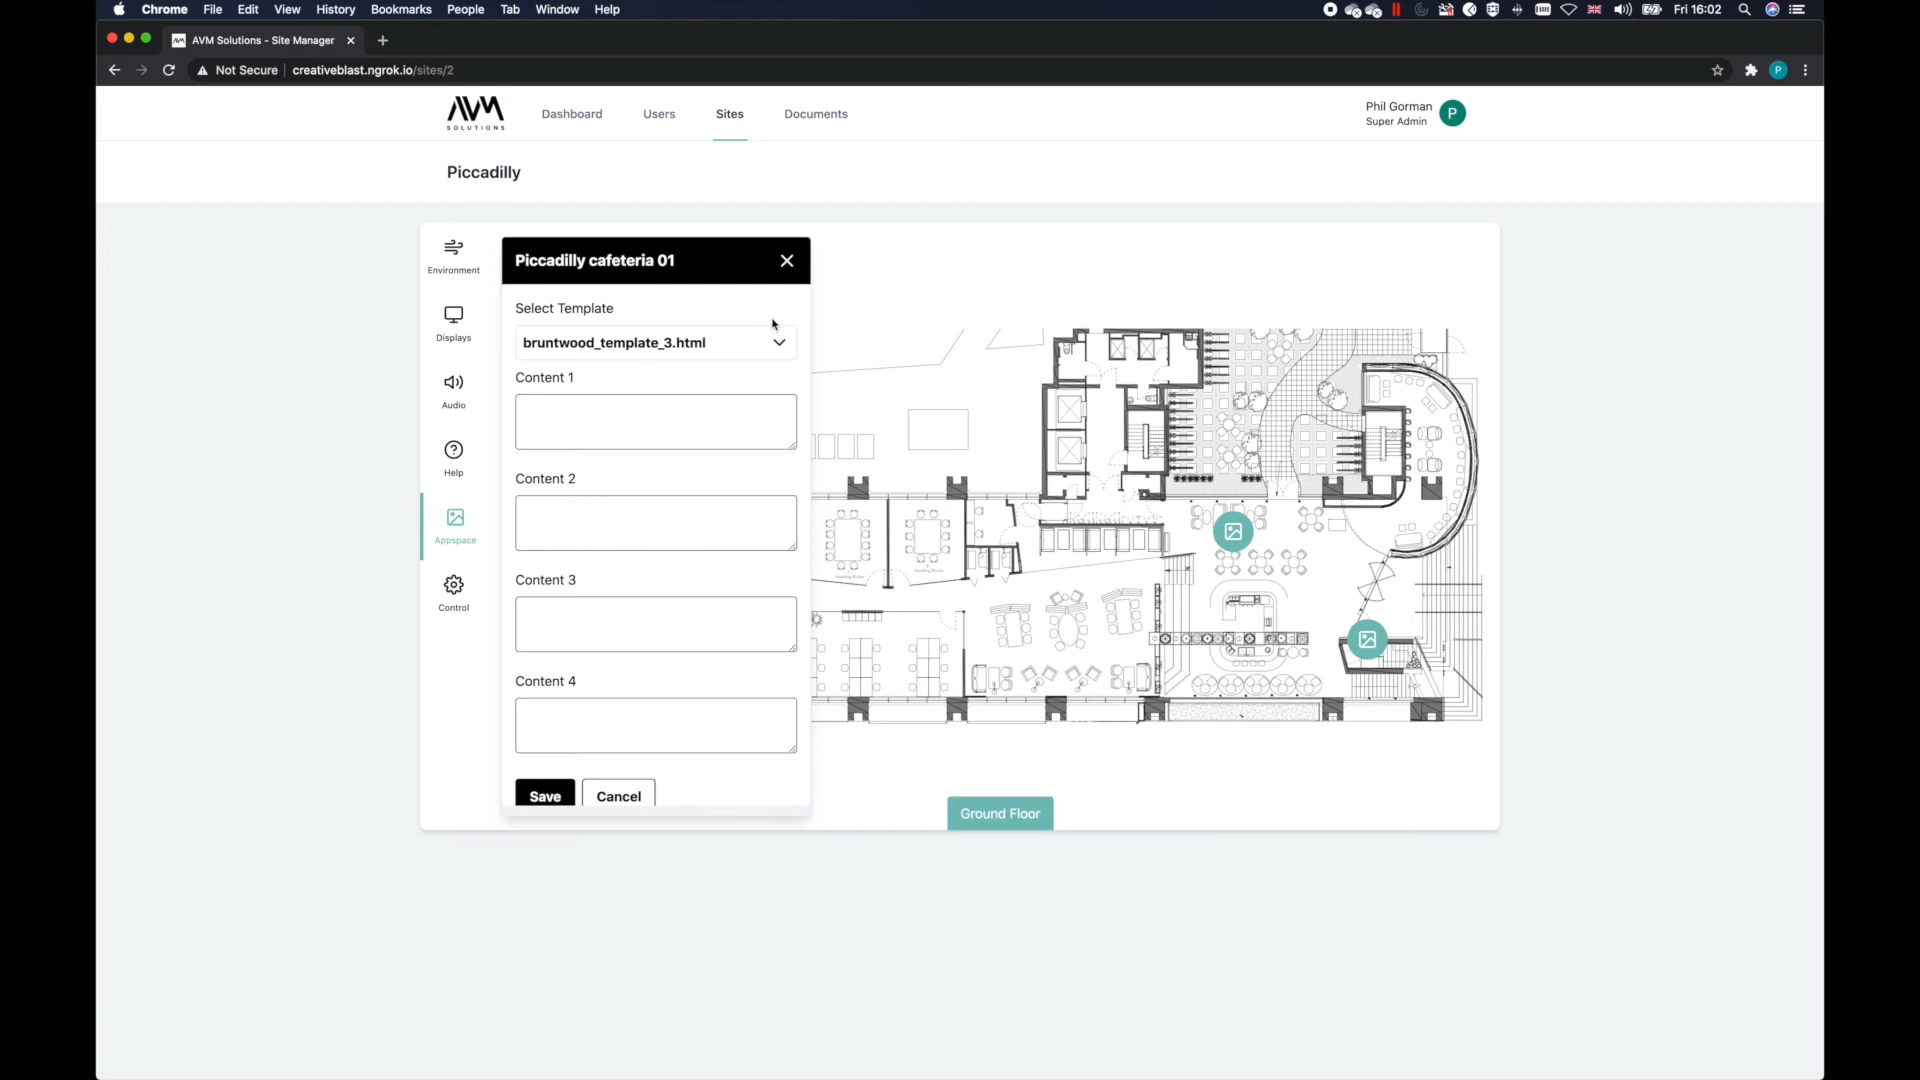 Chrome File Edit View History Bookmarks People Tab Window Help
Fri 16:02
AVM Solutions - Site Manager
Not Secure creativeblast.ngrok.io/sites/2
P
AVM
SOLUTIONS
Dashboard Users Sites Documents
Phil Gorman
Super Admin
P
Piccadilly
Environment
Displays
Audio
Help
Appspace
Control
Piccadilly cafeteria 01
Select Template
bruntwood_template_3.html
Content 1
Content 2
Content 3
Content 4
Save Cancel
Ground Floor